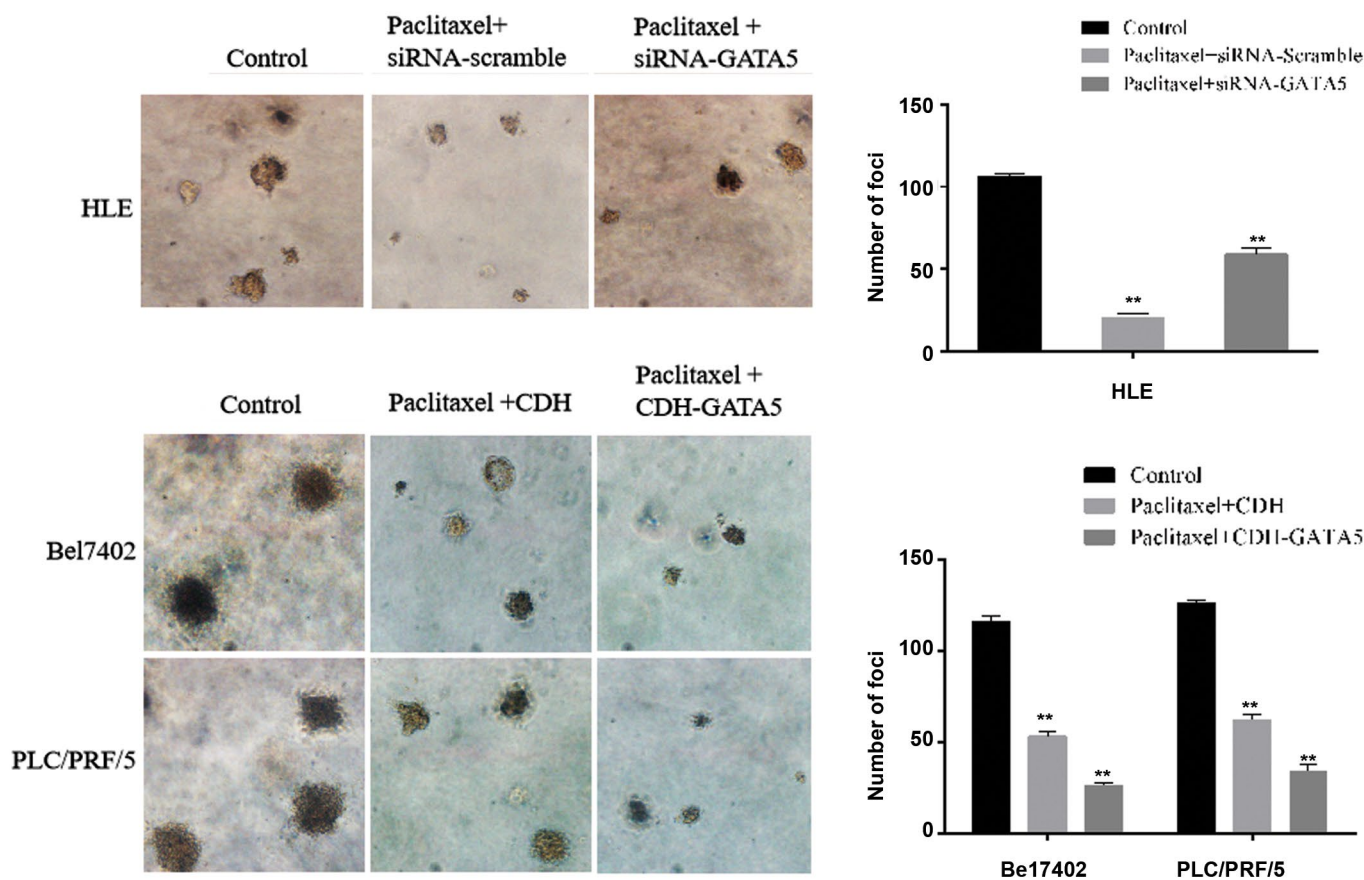 Control
Paclitaxel+
siRNA-scramble
Paclitaxel +
siRNA-GATA5
HLE
Control
Paclitaxel−siRNA-Scramble
Paclitaxel+siRNA-GATA5
Number of foci
150
100
50
0
**
**
HLE
Control
Paclitaxel +CDH
Paclitaxel +
CDH-GATA5
Bel7402
PLC/PRF/5
Control
Paclitaxel+CDH
Paclitaxel+CDH-GATA5
Number of foci
150
100
50
0
**
**
**
**
Be17402
PLC/PRF/5